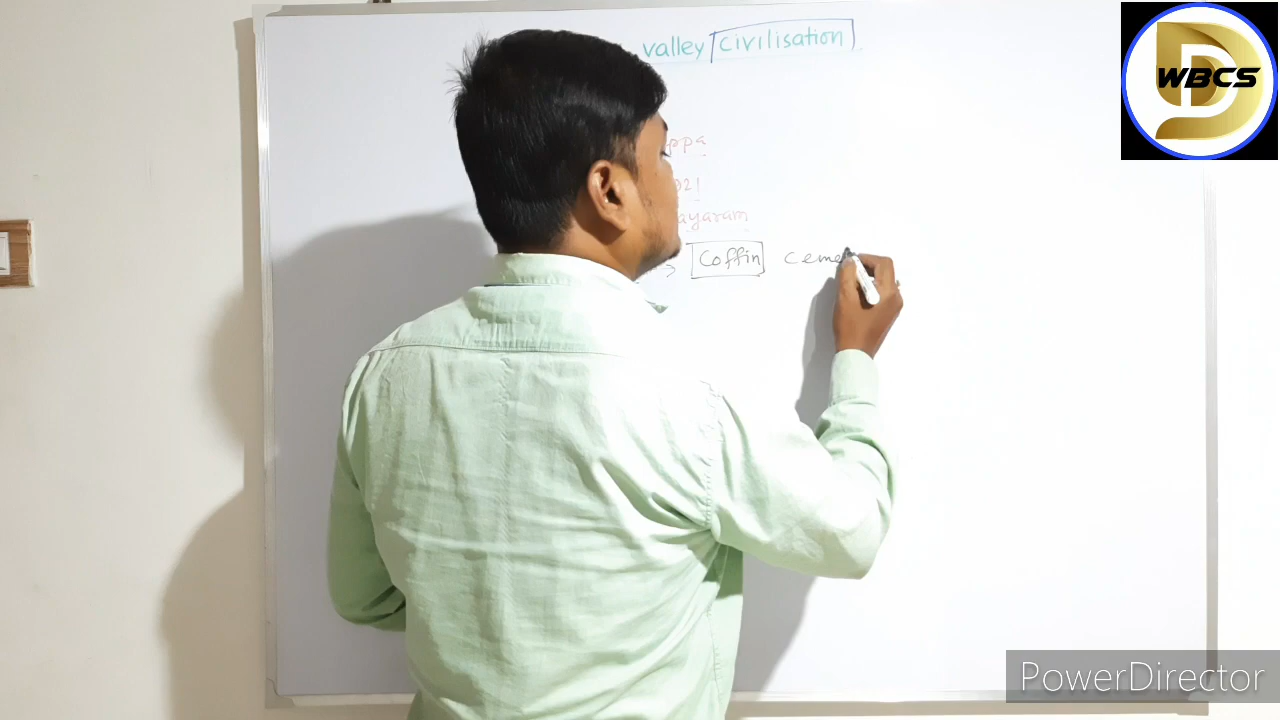 valley civilisation
WBCS
ppa
021
ayaram
→ Coffin ceme
PowerDirector